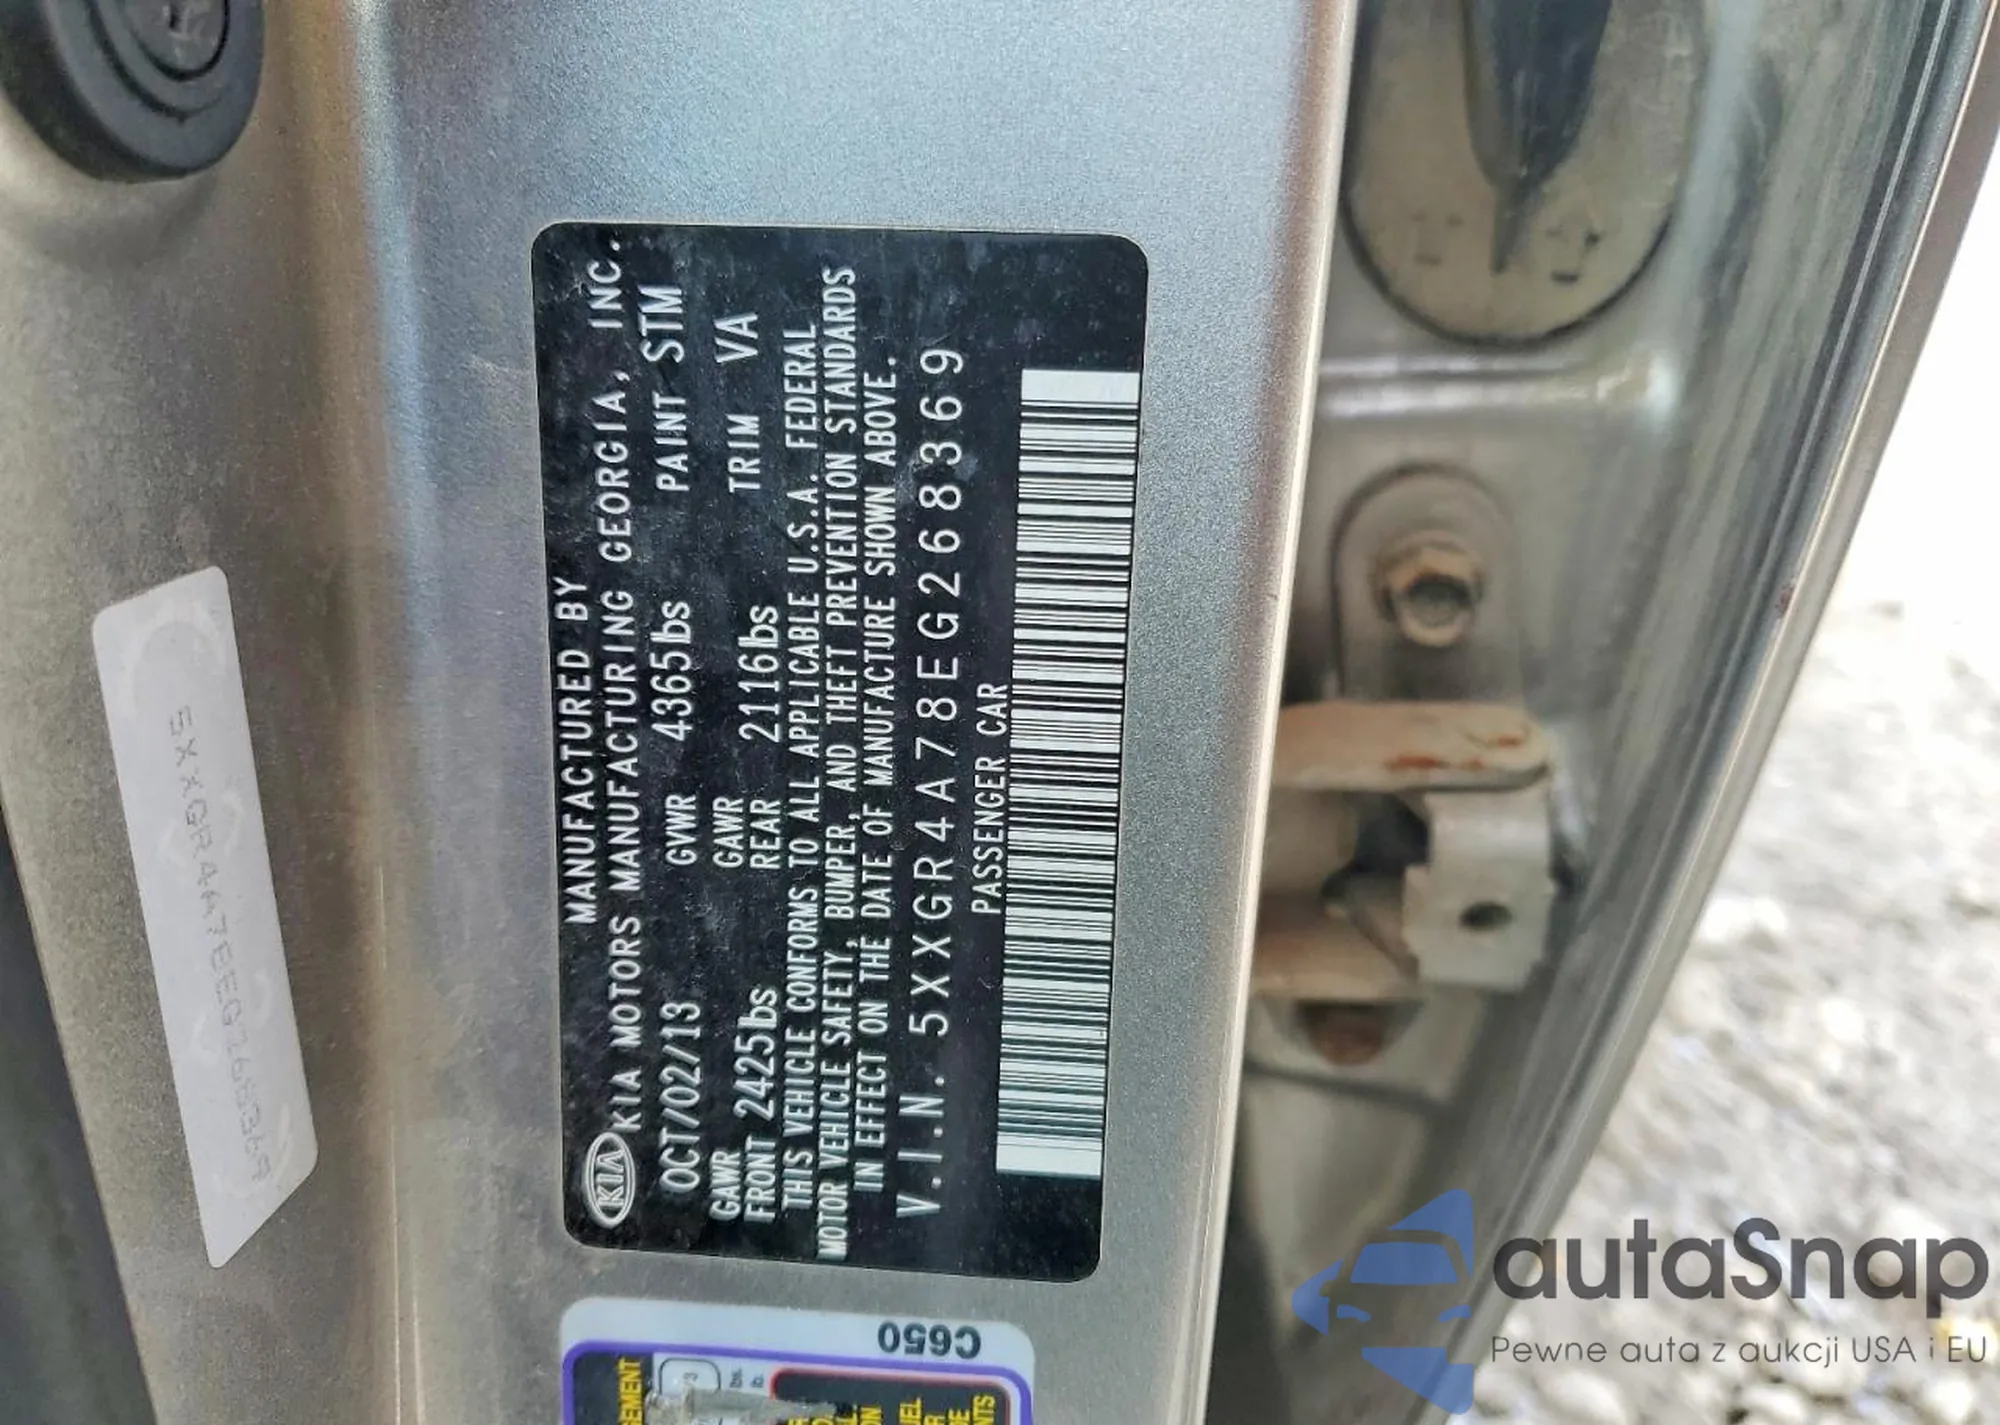 MANUFACTURED BY
KIA KIA MOTORS MANUFACTURING GEORGIA, INC.
OCT/02/13 GVWR 4365lbs PAINT STM
GAWR GAWR
FRONT 2425lbs REAR 2116lbs TRIM VA
THIS VEHICLE CONFORMS TO ALL APPLICABLE U.S.A. FEDERAL
MOTOR VEHICLE SAFETY, BUMPER, AND THEFT PREVENTION STANDARDS
IN EFFECT ON THE DATE OF MANUFACTURE SHOWN ABOVE.
V.I.N. 5XXGR4A78EG268369
PASSENGER CAR
5XXGR4A78EG268369
C650
autaSnap
Pewne auta z aukcji USA i EU